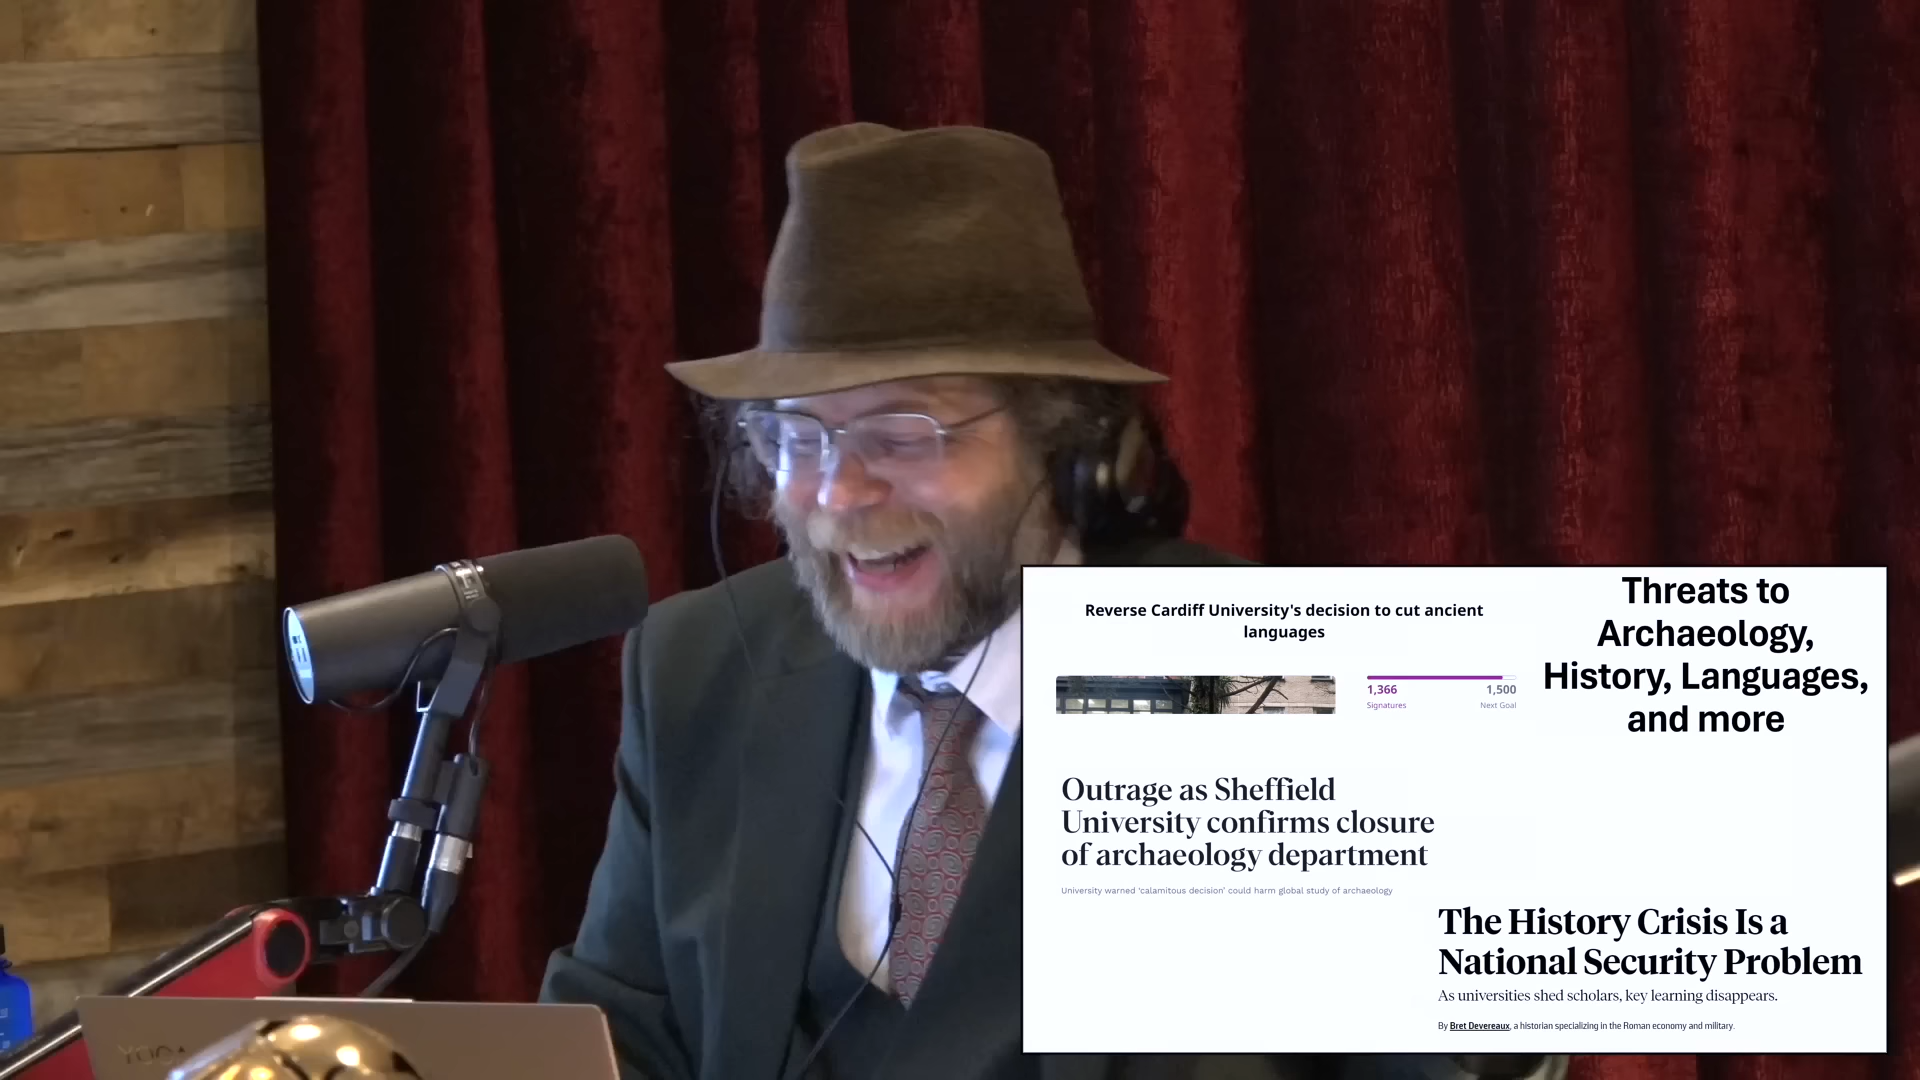 Reverse Cardiff University's decision to cut ancient
languages
1,366
1,500
Signatures
Next Goal
Threats to
Archaeology,
History, Languages,
and more
Outrage as Sheffield
University confirms closure
of archaeology department
University warned 'calamitous decision' could harm global study of archaeology
The History Crisis Is a
National Security Problem
As universities shed scholars, key learning disappears.
By Bret Devereaux, a historian specializing in the Roman economy and military.
YOGA